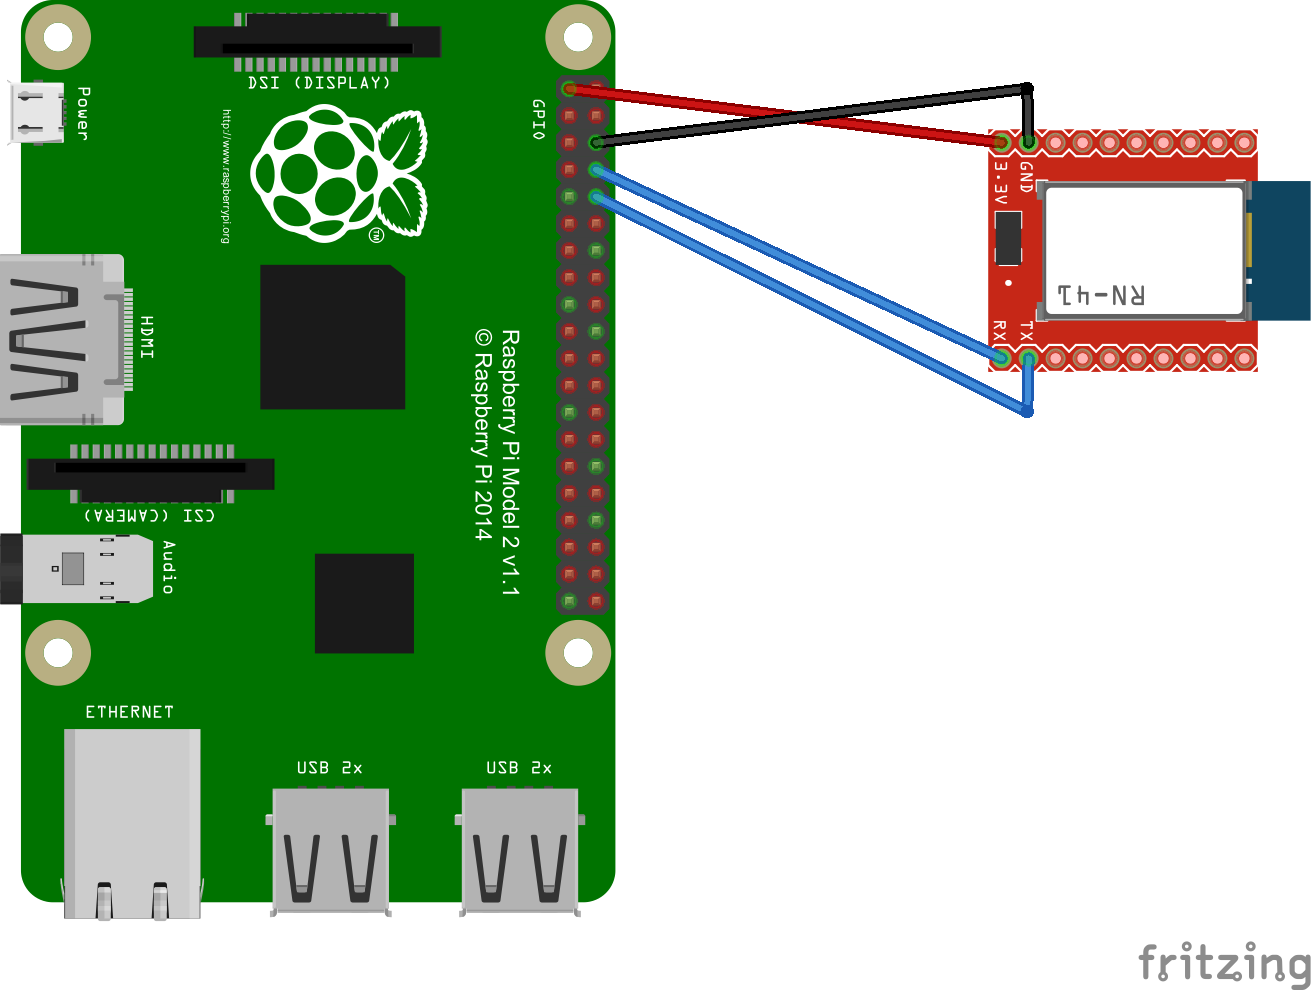 DSI (DISPLAY)
Power
http://www.raspberrypi.org
TM
GPIO
3.3V
GND
RN-41
RX
TX
HDMI
Raspberry Pi Model 2 v1.1
© Raspberry Pi 2014
CSI (CAMERA)
Audio
ETHERNET
USB 2x
USB 2x
fritzing